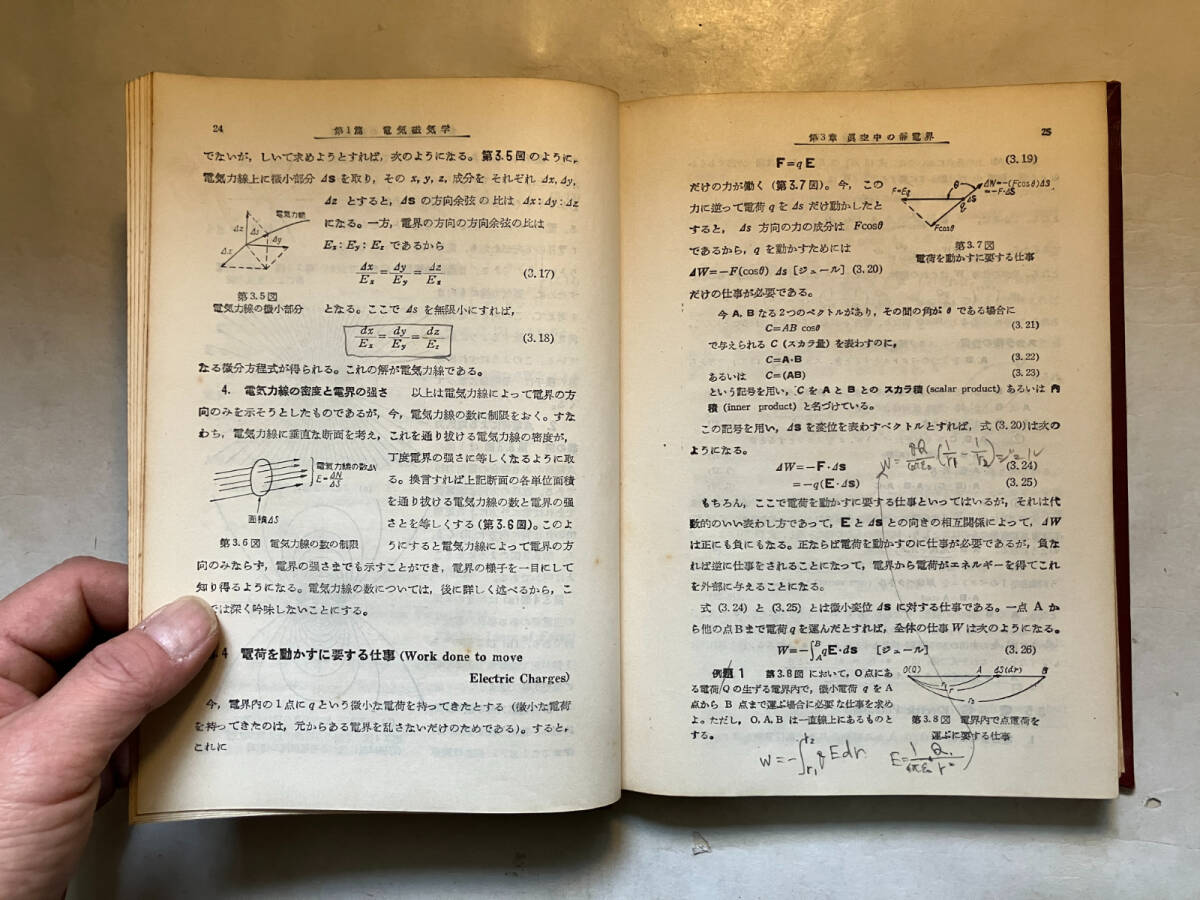 24
第1篇 電気磁気学
でないが，しいて求めようとすれば，次のようになる。第3.5図のように，
電気力線上に微小部分 Δs を取り，その x, y, z, 成分を それぞれ Δx, Δy,
Δz とすると，Δs の方向余弦の比は Δx : Δy : Δz
になる。一方，電界の方向の方向余弦の比は
Ex : Ey : Ez であるから
Δx/Ex = Δy/Ey = Δz/Ez (3.17)
電気力線
Δz
Δs
Δy
Δx
第3.5図
電気力線の微小部分
となる。ここで Δs を無限小にすれば，
dx/Ex = dy/Ey = dz/Ez (3.18)
なる微分方程式が得られる。これの解が電気力線である。
4. 電気力線の密度と電界の強さ 以上は電気力線によって電界の方
向のみを示そうとしたものであるが，今，電気力線の数に制限をおく。すな
わち，電気力線に垂直な断面を考え，これを通り抜ける電気力線の密度が，
丁度電界の強さに等しくなるように取
る。換言すれば上記断面の各単位面積
を通り抜ける電気力線の数と電界の強
さとを等しくする (第3.6図)。このよ
うにすると電気力線によって電界の方
電気力線の数ΔN
E=ΔN/ΔS
面積ΔS
第3.6図 電気力線の数の制限
向のみならず，電界の強さまでも示すことができ，電界の様子を一目にして
知り得るようになる。電気力線の数については，後に詳しく述べるから，こ
では深く吟味しないことにする。
4 電荷を動かすに要する仕事 (Work done to move
Electric Charges)
今，電界内の1点に q という微小な電荷を持ってきたとする (微小な電荷
を持ってきたのは，元からある電界を乱さないだけのためである)。すると，
これに
第3章 眞空中の靜電界
25
F=qE (3.19)
だけの力が働く (第3.7図)。今，この
力に逆って電荷 q を Δs だけ動かしたと
すると，Δs 方向の力の成分は Fcosθ
であるから，q を動かすためには
ΔW=−F(cosθ) Δs [ジュール] (3.20)
だけの仕事が必要である。
F=Eq
θ
ΔW=−(Fcosθ)ΔS
=−F·ΔS
q
ΔS
Fcosθ
第3.7図
電荷を動かすに要する仕事
今 A, B なる2つのベクトルがあり，その間の角が θ である場合に
C=AB cosθ (3.21)
で与えられる C (スカラ量) を表わすのに，
C=A·B (3.22)
あるいは C=(AB) (3.23)
という記号を用い，C を A と B との スカラ積 (scalar product) あるいは 内
積 (inner product) と名づけている。
この記号を用い，Δs を変位を表わすベクトルとすれば，式 (3.20)は次の
ようになる。
W=qQ/4πε₀(1/r1−1/r2)
ΔW=−F·Δs (3.24)
=−q(E·Δs) (3.25)
もちろん，ここで電荷を動かすに要する仕事といってはいるが，それは代
数的のいい表わし方であって，E と Δs との向きの相互関係によって，ΔW
は正にも負にもなる。正ならば電荷を動かすのに仕事が必要であるが，負な
れば逆に仕事をされることになって，電界から電荷がエネルギーを得てこれ
を外部に与えることになる。
式 (3.24) と (3.25) とは微小変位 Δs に対する仕事である。一点 A か
ら他の点Bまで電荷 q を運んだとすれば，全体の仕事 W は次のようになる。
W=−∫A^B qE·ds [ジュール] (3.26)
例題1 第3.8図 において，O点にあ
る電荷 Q の生ずる電界内で，微小電荷 q を A
点から B 点まで運ぶ場合に必要な仕事を求め
よ。ただし，O, A, B は一直線上にあるものと
する。
O(Q)
A
ΔS(dr)
B
r
第3.8図 電界内で点電荷を
運ぶに要する仕事
W=−∫r1^r2 qEdr
E=1/4πε₀ Q/r²